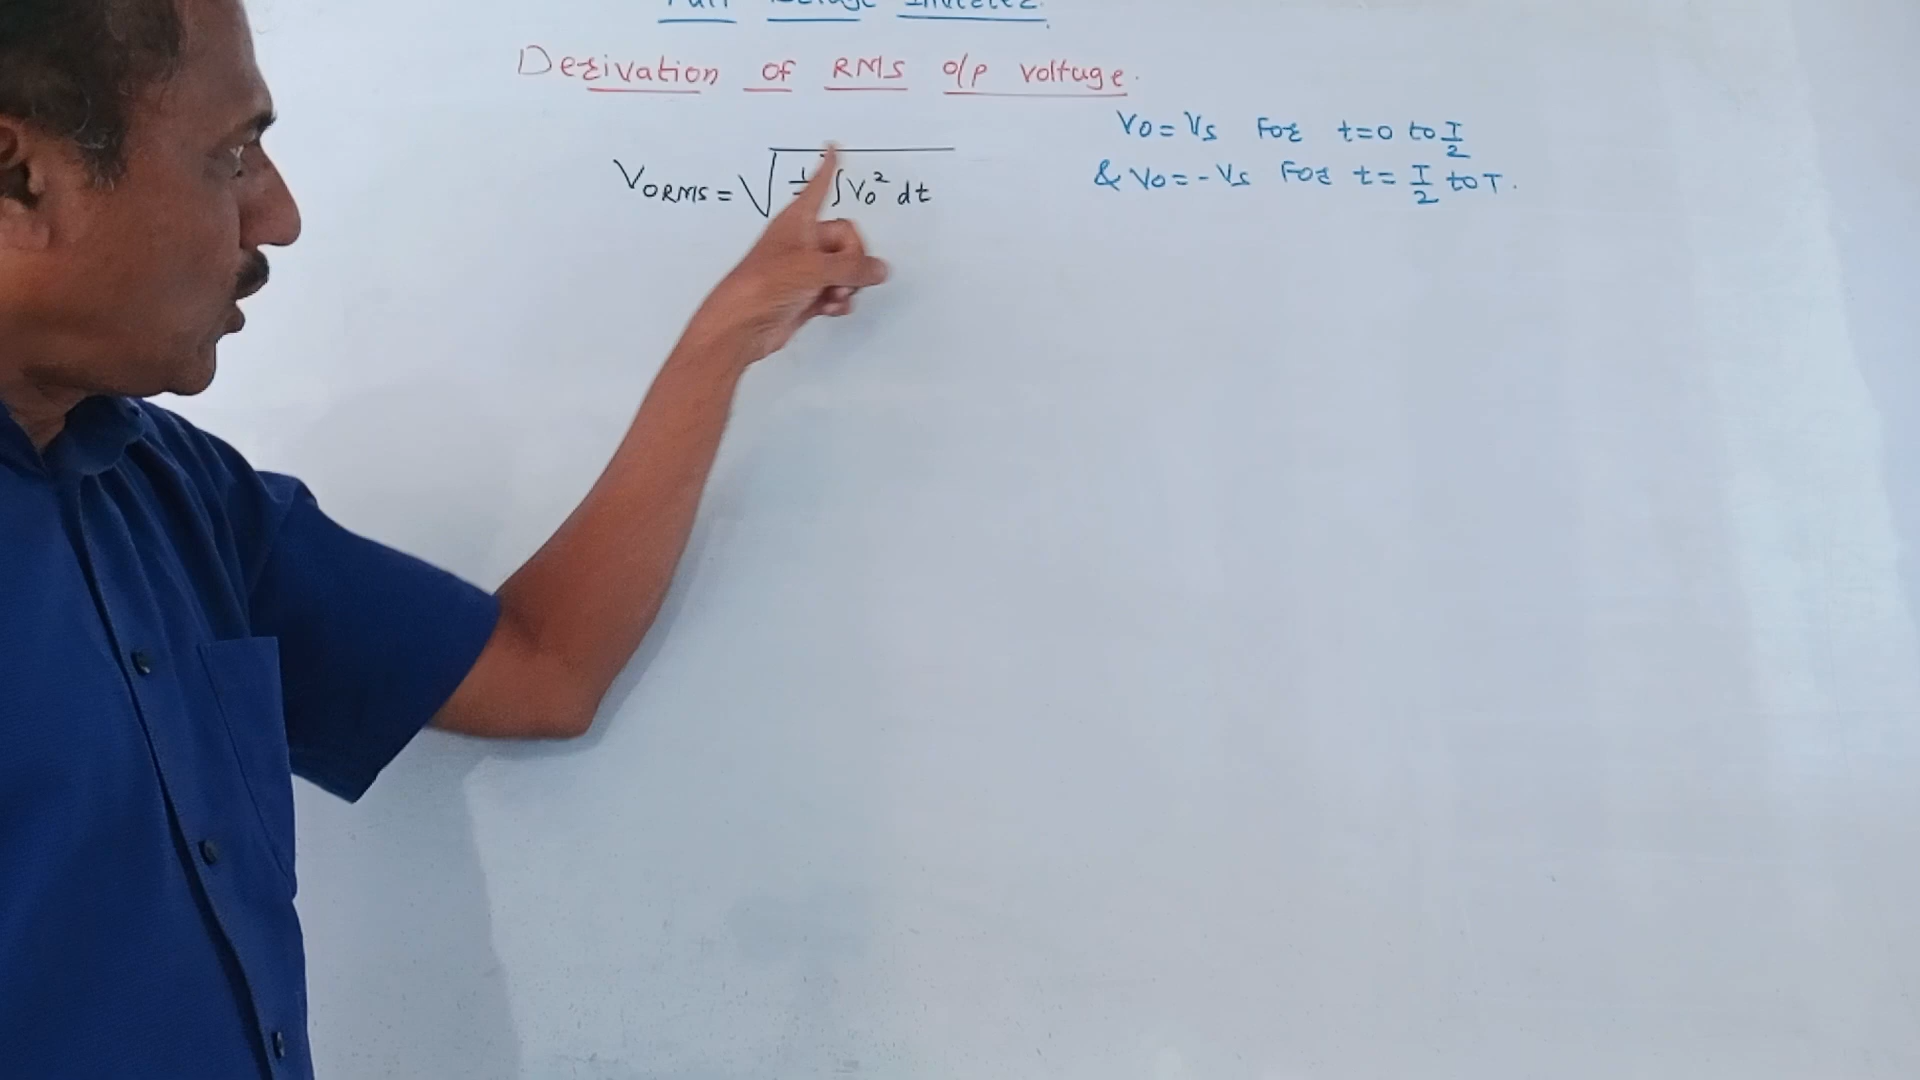 Full Bridge Inverter.
Derivation of RMS o/p voltage.
VORMS = √ 1/ ∫ Vo² dt
Vo = Vs For t=0 to T/2
& Vo = - Vs For t = T/2 to T.